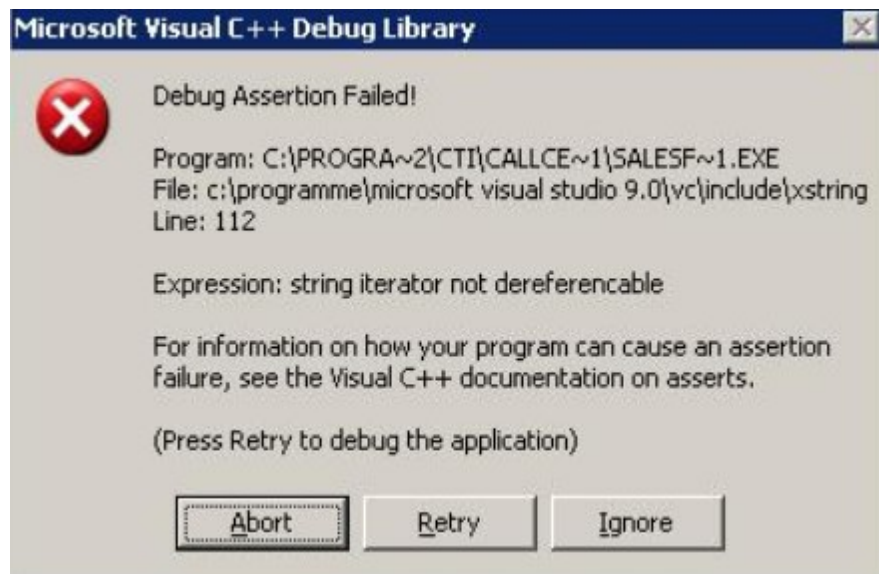 Microsoft Visual C++ Debug Library
Debug Assertion Failed!
Program: C:\PROGRA~2\CTI\CALLCE~1\SALESF~1.EXE
File: c:\programme\microsoft visual studio 9.0\vc\include\xstring
Line: 112
Expression: string iterator not dereferencable
For information on how your program can cause an assertion
failure, see the Visual C++ documentation on asserts.
(Press Retry to debug the application)
Abort Retry Ignore